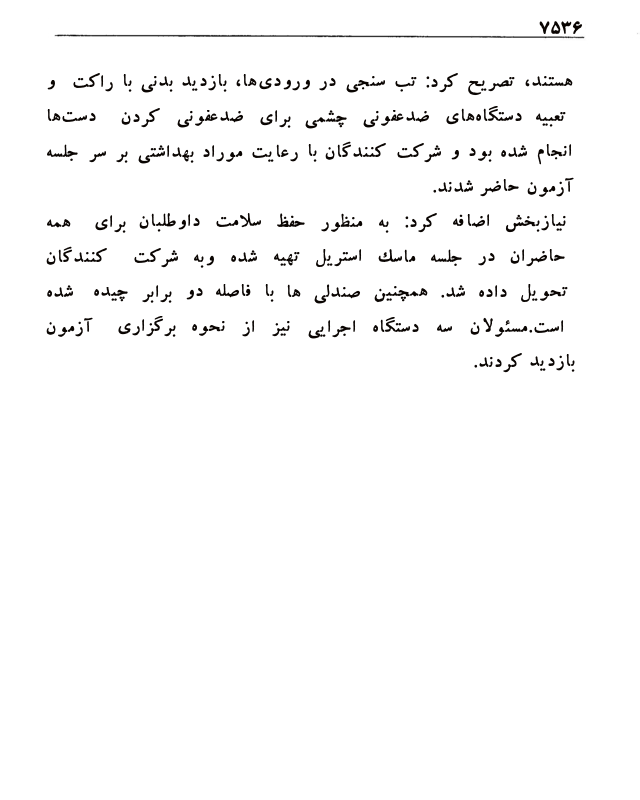 ۷۵۳۶
هستند، تصریح کرد: تب سنجی در ورودی‌ها، بازدید بدنی با راکت و
تعبیه دستگاه‌های ضدعفونی چشمی برای ضدعفونی کردن دست‌ها
انجام شده بود و شرکت کنندگان با رعایت موراد بهداشتی بر سر جلسه
آزمون حاضر شدند.
نیازبخش اضافه کرد: به منظور حفظ سلامت داوطلبان برای همه
حاضران در جلسه ماسك استریل تهیه شده وبه شرکت کنندگان
تحویل داده شد. همچنین صندلی ها با فاصله دو برابر چیده شده
است.مسئولان سه دستگاه اجرایی نیز از نحوه برگزاری آزمون
بازدید کردند.